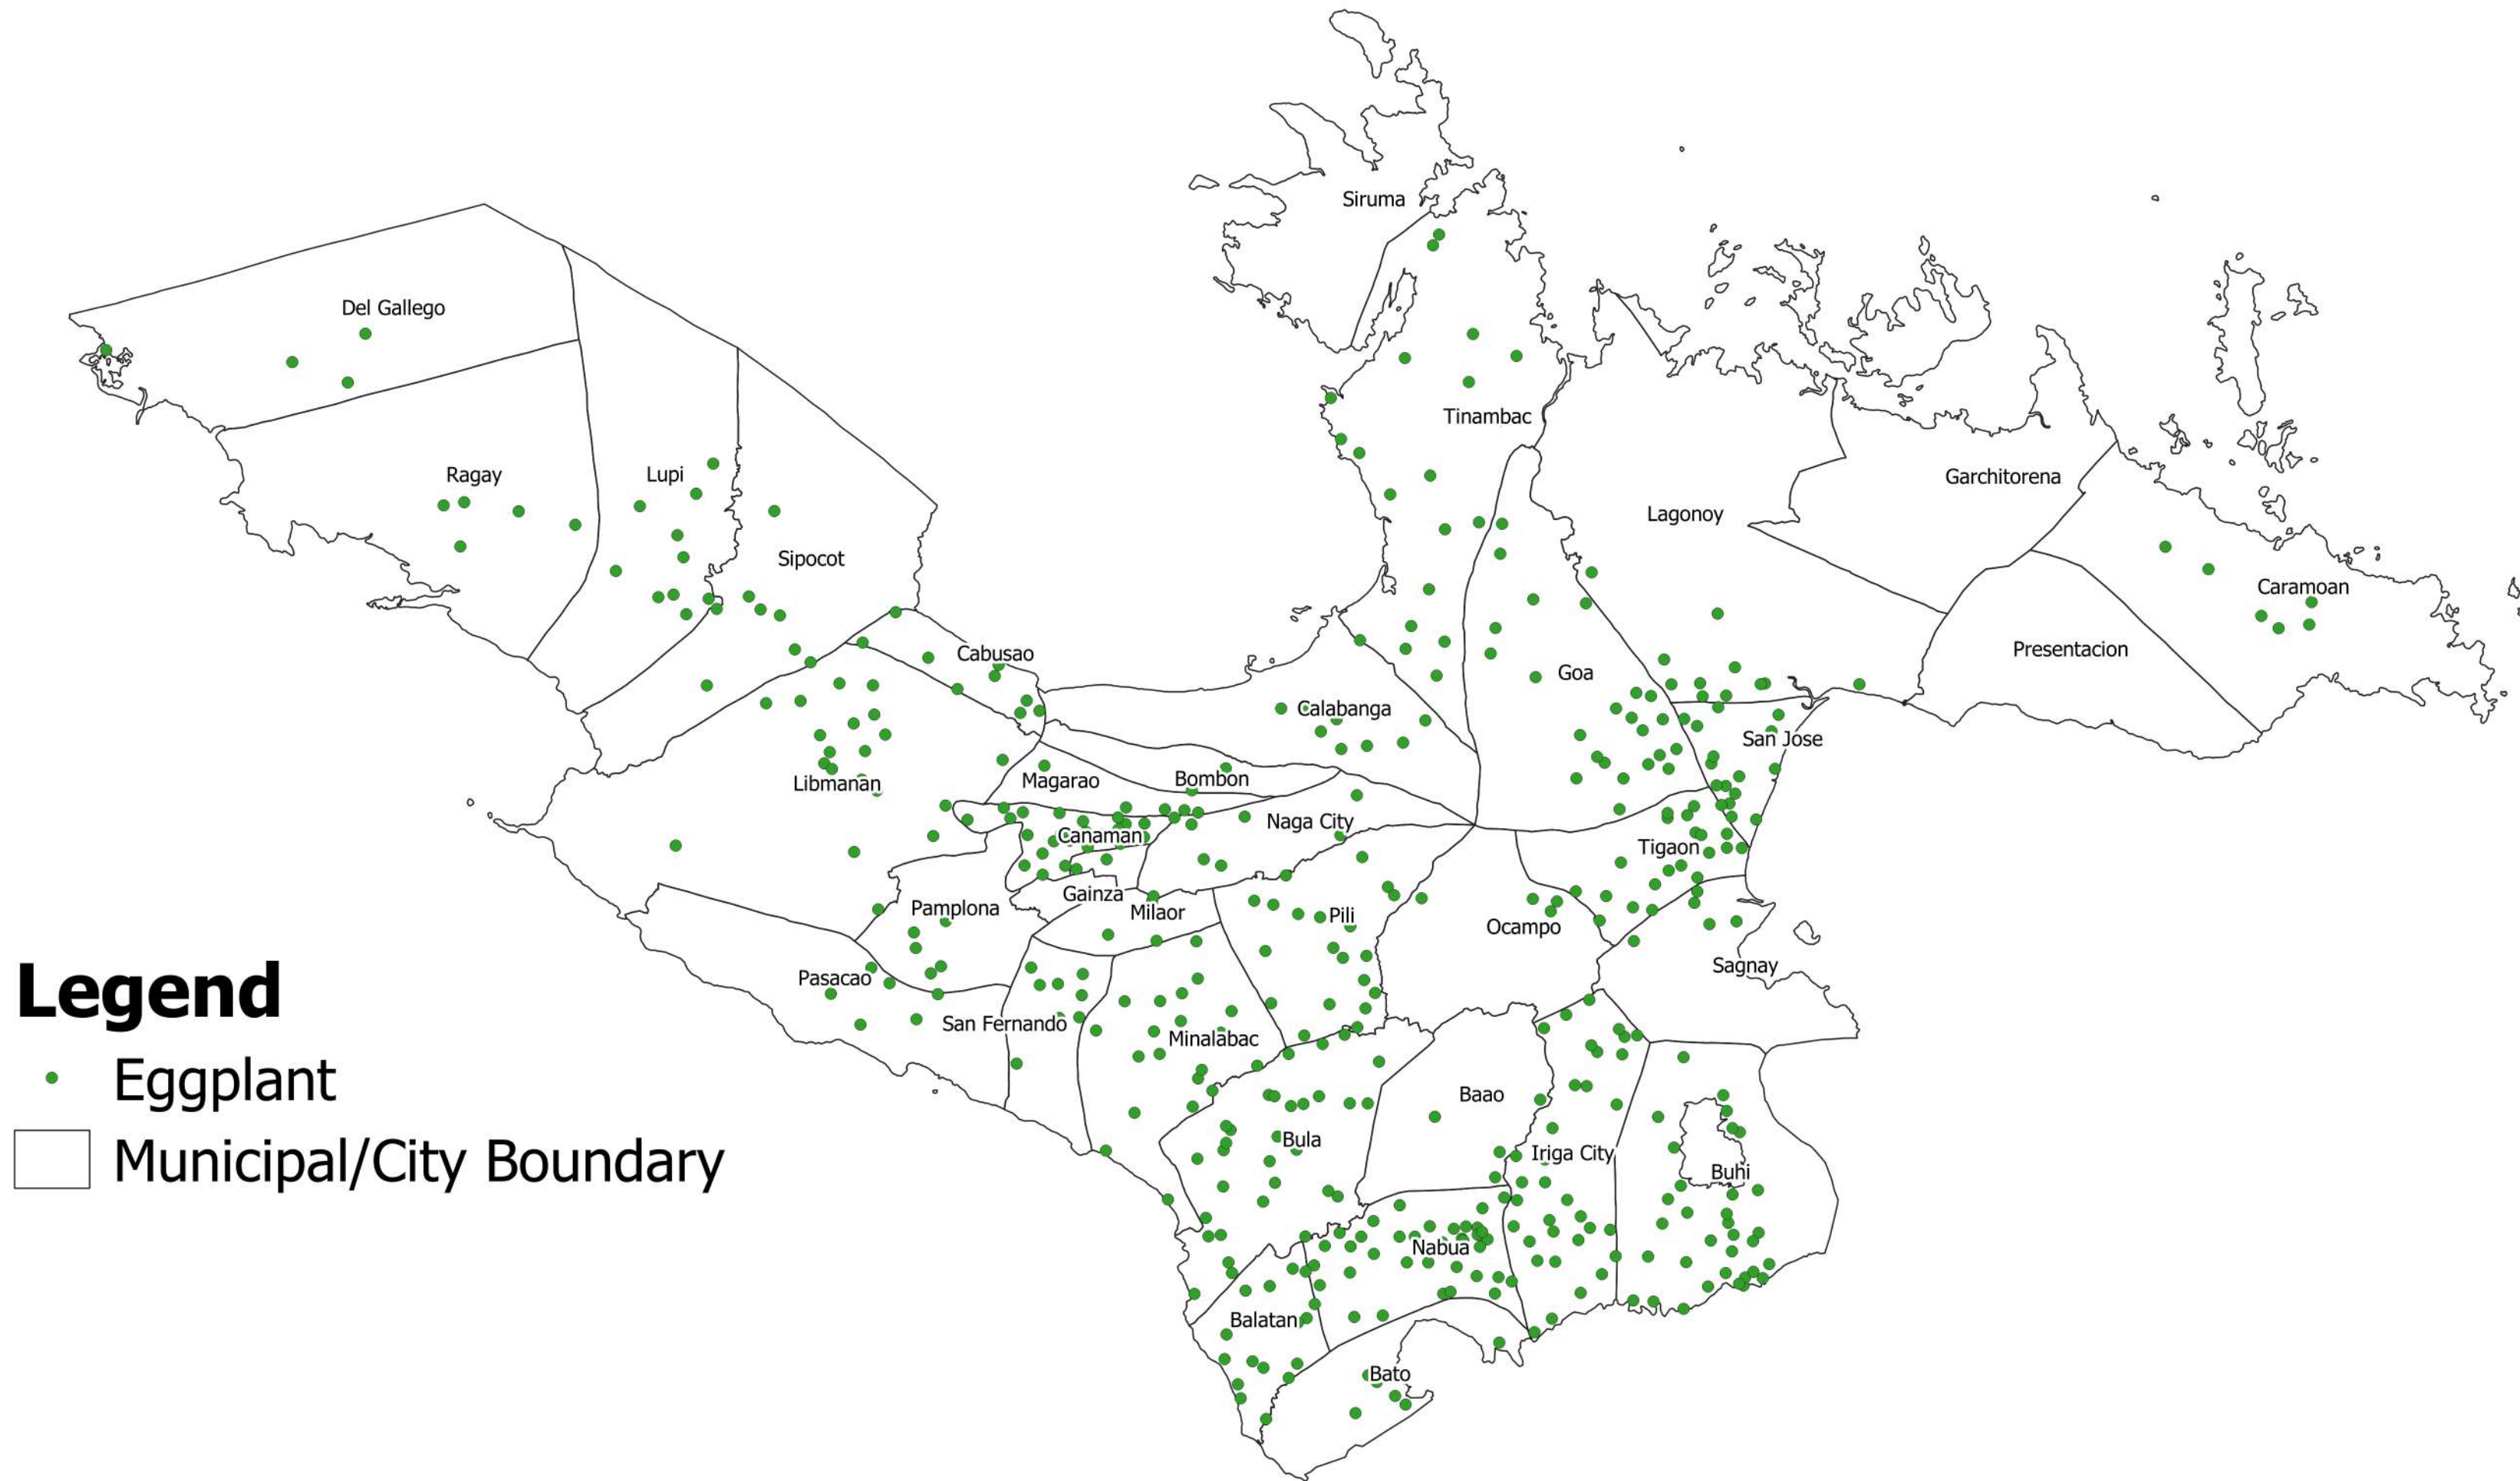 Siruma
Del Gallego
Tinambac
Ragay
Lupi
Garchitorena
Lagonoy
Sipocot
Caramoan
Cabusao
Presentacion
Goa
Calabanga
San Jose
Libmanan
Magarao
Bombon
Naga City
Canaman
Tigaon
Gainza
Pamplona
Milaor
Pili
Ocampo
Sagnay
Pasacao
Legend
San Fernando
Minalabac
Eggplant
Baao
Bula
Iriga City
Municipal/City Boundary
Buhi
Nabua
Balatan
Bato